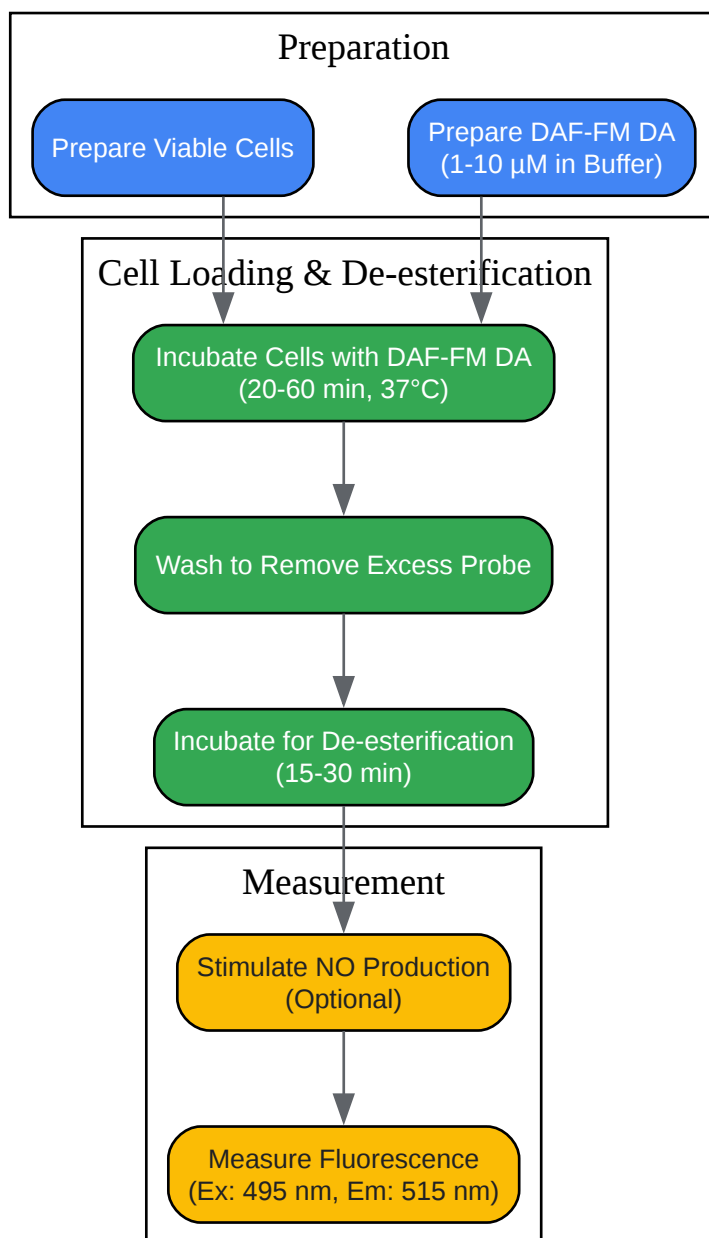 Preparation
Prepare Viable Cells
Prepare DAF-FM DA
(1-10 µM in Buffer)
Cell Loading & De-esterification
Incubate Cells with DAF-FM DA
(20-60 min, 37°C)
Wash to Remove Excess Probe
Incubate for De-esterification
(15-30 min)
Measurement
Stimulate NO Production
(Optional)
Measure Fluorescence
(Ex: 495 nm, Em: 515 nm)